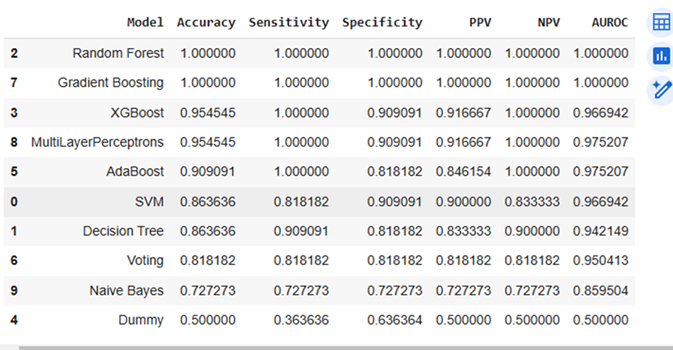 Model Accuracy Sensitivity Specificity PPV NPV AUROC
2 Random Forest 1.000000 1.000000 1.000000 1.000000 1.000000 1.000000
7 Gradient Boosting 1.000000 1.000000 1.000000 1.000000 1.000000 1.000000
3 XGBoost 0.954545 1.000000 0.909091 0.916667 1.000000 0.966942
8 MultiLayerPerceptrons 0.954545 1.000000 0.909091 0.916667 1.000000 0.975207
5 AdaBoost 0.909091 1.000000 0.818182 0.846154 1.000000 0.975207
0 SVM 0.863636 0.818182 0.909091 0.900000 0.833333 0.966942
1 Decision Tree 0.863636 0.909091 0.818182 0.833333 0.900000 0.942149
6 Voting 0.818182 0.818182 0.818182 0.818182 0.818182 0.950413
9 Naive Bayes 0.727273 0.727273 0.727273 0.727273 0.727273 0.859504
4 Dummy 0.500000 0.363636 0.636364 0.500000 0.500000 0.500000